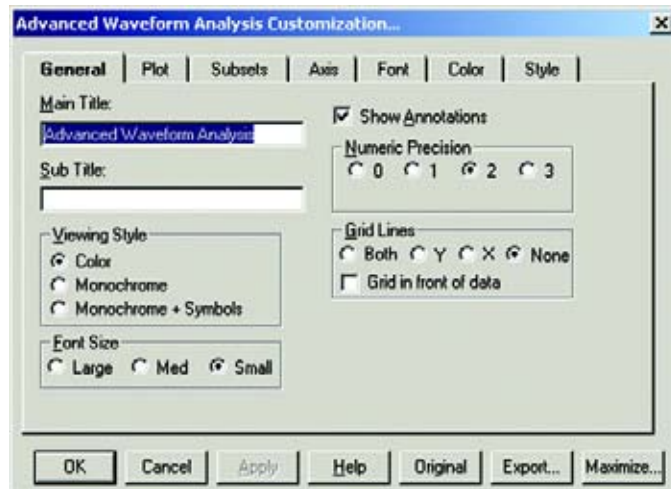 Advanced Waveform Analysis Customization...
General Plot Subsets Axis Font Color Style
Main Title:
Advanced Waveform Analysis
Sub Title:
Viewing Style
Color
Monochrome
Monochrome + Symbols
Font Size
Large Med Small
Show Annotations
Numeric Precision
0 1 2 3
Grid Lines
Both Y X None
Grid in front of data
OK Cancel Apply Help Original Export... Maximize...